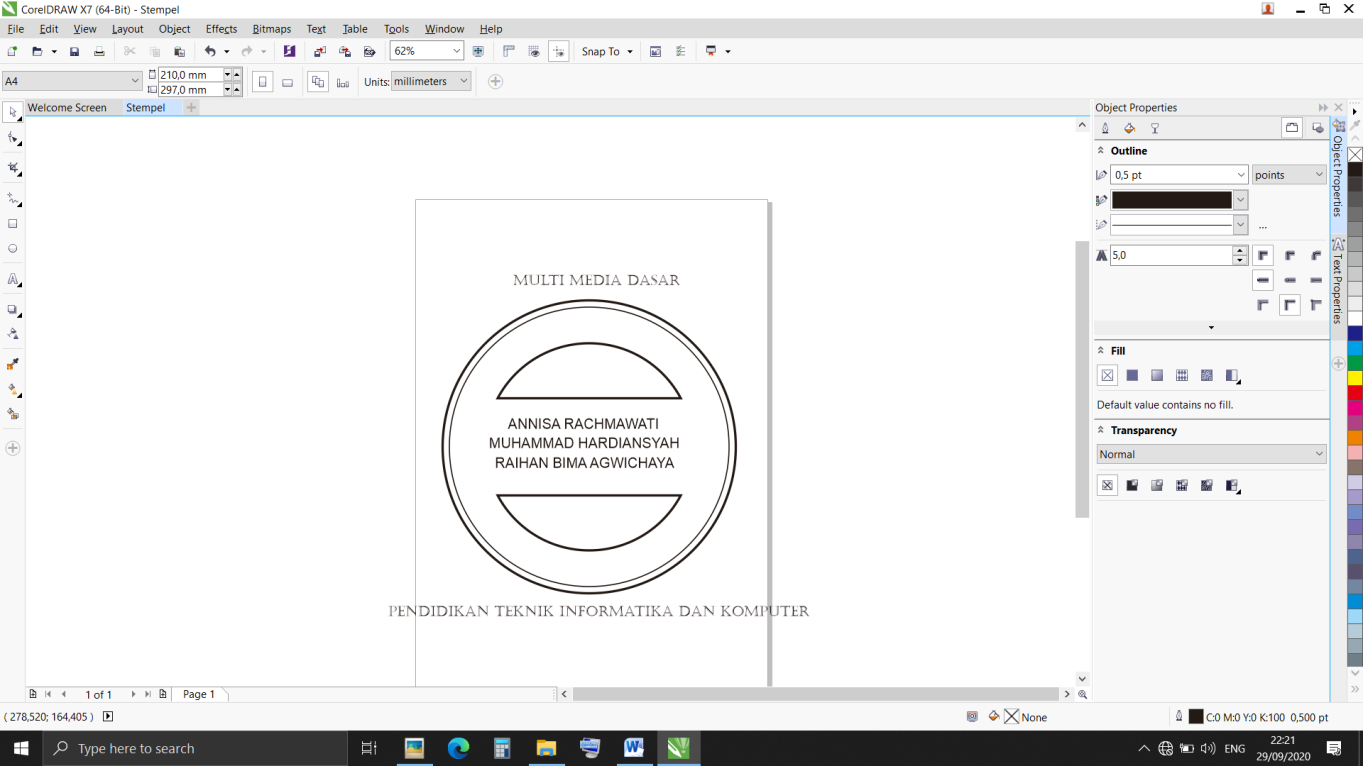 CorelDRAW X7 (64-Bit) - Stempel
File Edit View Layout Object Effects Bitmaps Text Table Tools Window Help
62% Snap To
A4 210,0 mm Units: millimeters
297,0 mm
Welcome Screen Stempel
Object Properties
Outline
0,5 pt points
...
5,0
Fill
Default value contains no fill.
Transparency
Normal
Object Properties
Text Properties
MULTI MEDIA DASAR
ANNISA RACHMAWATI
MUHAMMAD HARDIANSYAH
RAIHAN BIMA AGWICHAYA
PENDIDIKAN TEKNIK INFORMATIKA DAN KOMPUTER
1 of 1 Page 1
( 278,520; 164,405 ) None C:0 M:0 Y:0 K:100 0,500 pt
Type here to search ENG 22:21
29/09/2020